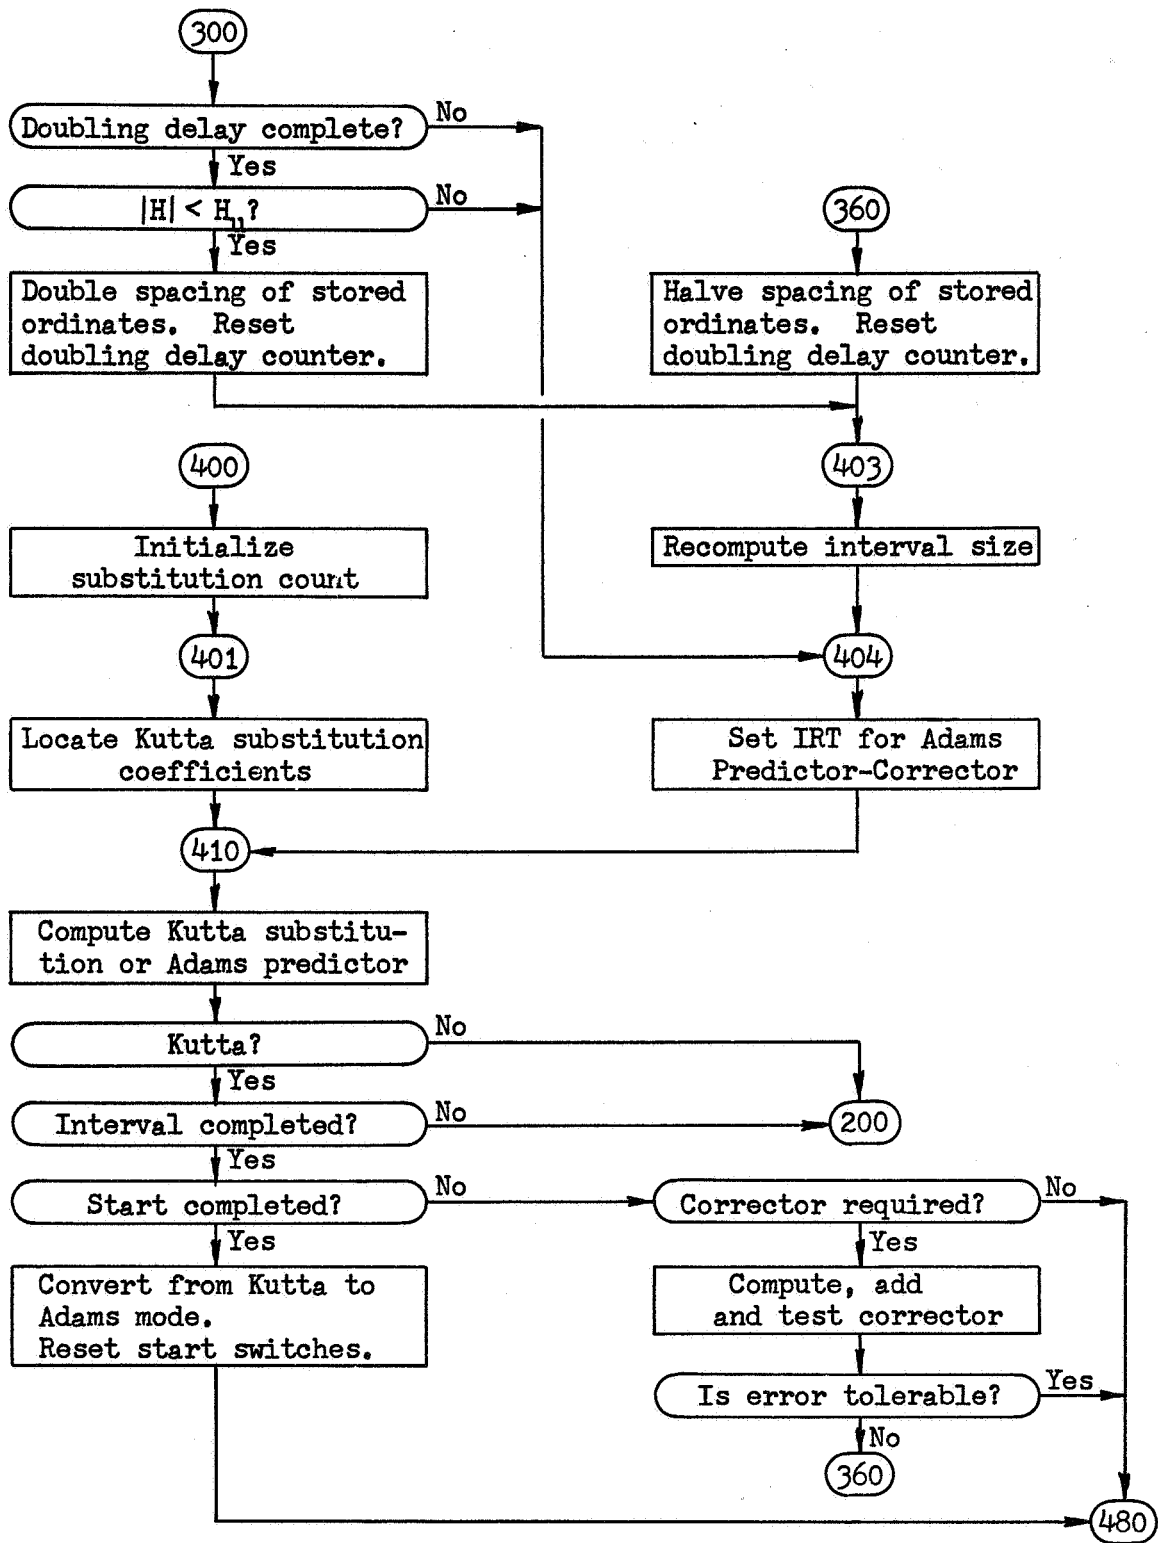 300
Doubling delay complete?
No
Yes
|H| < Hu?
No
Yes
360
Double spacing of stored
ordinates. Reset
doubling delay counter.
Halve spacing of stored
ordinates. Reset
doubling delay counter.
400
403
Initialize
substitution count
Recompute interval size
401
404
Locate Kutta substitution
coefficients
Set IRT for Adams
Predictor-Corrector
410
Compute Kutta substitu-
tion or Adams predictor
Kutta?
No
Yes
Interval completed?
No
200
Yes
Start completed?
No
Corrector required?
No
Yes
Yes
Convert from Kutta to
Adams mode.
Reset start switches.
Compute, add
and test corrector
Is error tolerable?
Yes
No
360
480